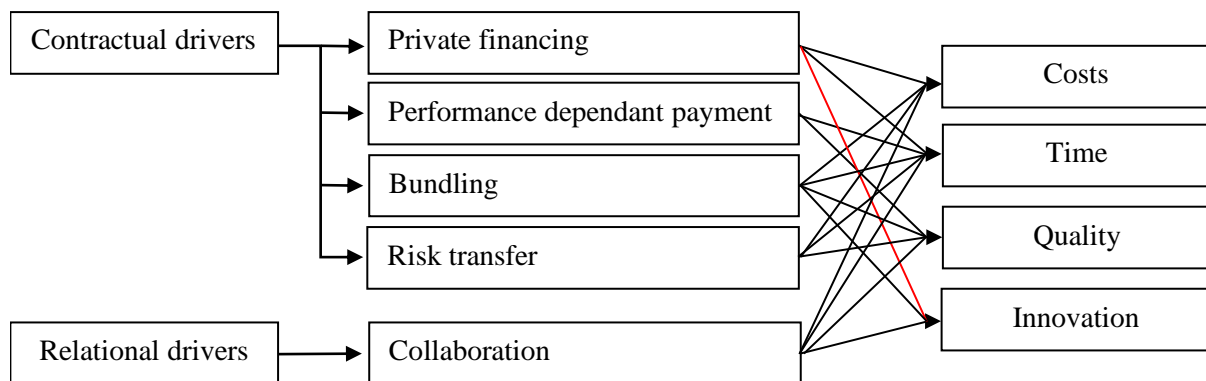 Contractual drivers
Private financing
Performance dependant payment
Bundling
Risk transfer
Relational drivers
Collaboration
Costs
Time
Quality
Innovation